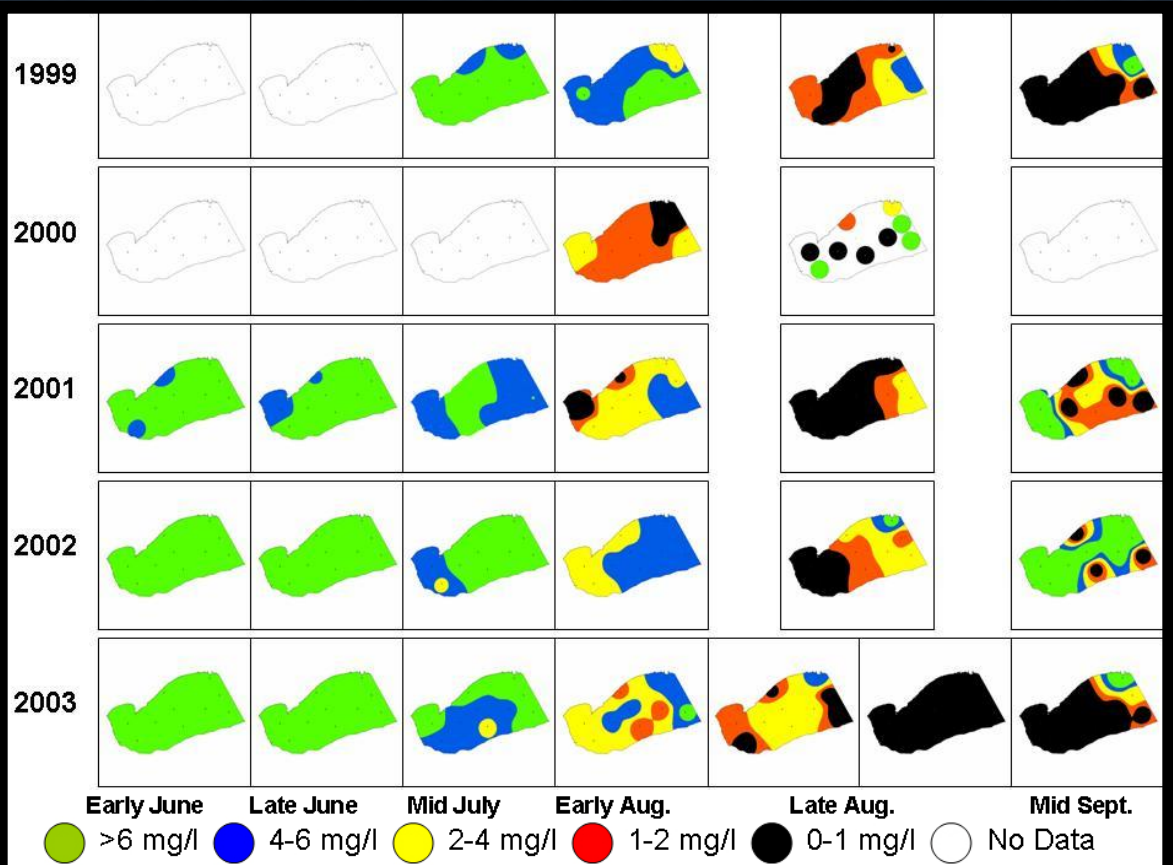 1999
2000
2001
2002
2003
Early June Late June Mid July Early Aug. Late Aug. Mid Sept.
>6 mg/l 4-6 mg/l 2-4 mg/l 1-2 mg/l 0-1 mg/l No Data